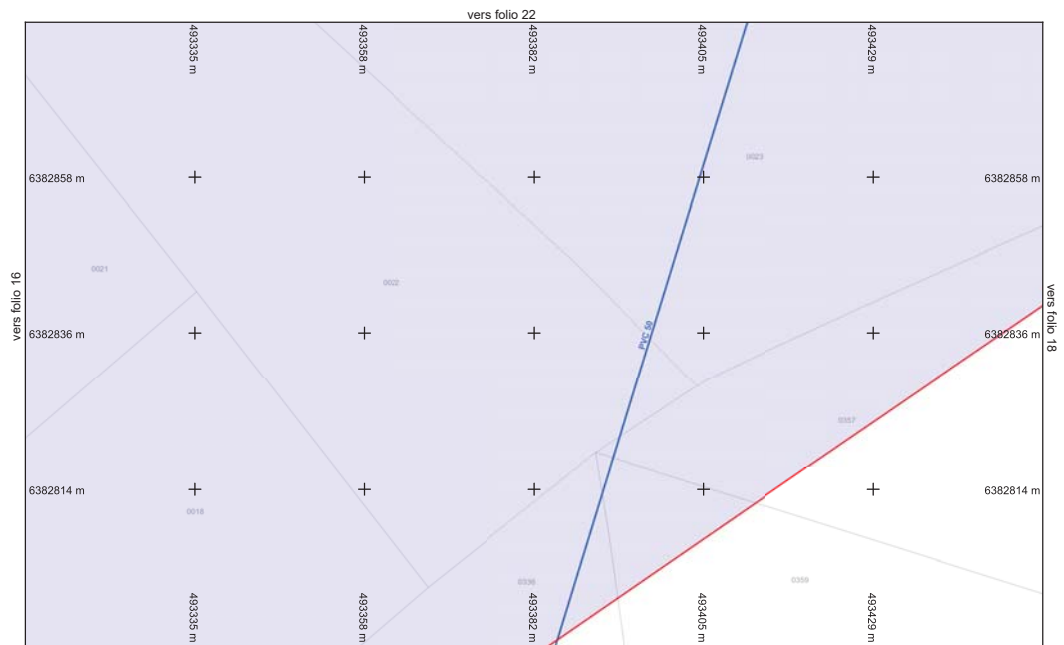 vers folio 22
493335 m
493358 m
493382 m
493405 m
493429 m
0023
6382858 m
6382858 m
0021
0022
vers folio 16
vers folio 18
6382836 m
PVC 50
6382836 m
0357
6382814 m
6382814 m
0018
0336
0359
493335 m
493358 m
493382 m
493405 m
493429 m